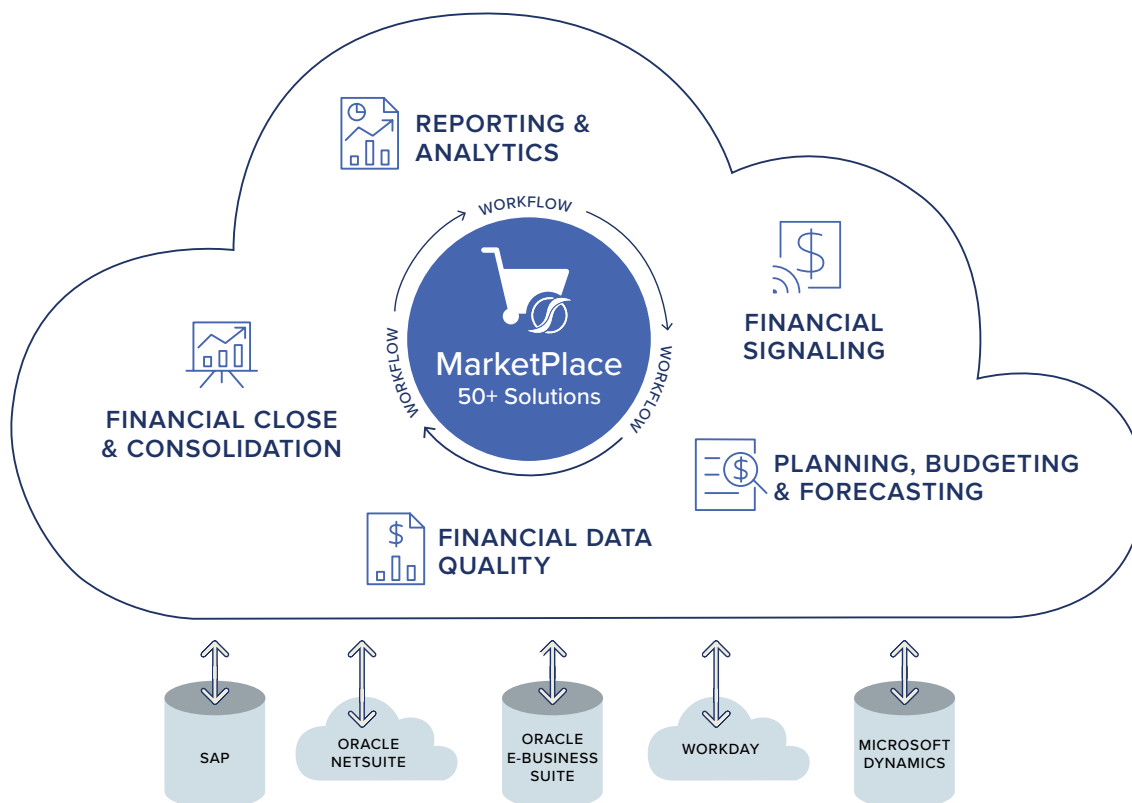 REPORTING &
ANALYTICS
WORKFLOW
WORKFLOW
WORKFLOW
MarketPlace
50+ Solutions
FINANCIAL
SIGNALING
FINANCIAL CLOSE
& CONSOLIDATION
PLANNING, BUDGETING
& FORECASTING
FINANCIAL DATA
QUALITY
SAP
ORACLE
NETSUITE
ORACLE
E-BUSINESS
SUITE
WORKDAY
MICROSOFT
DYNAMICS